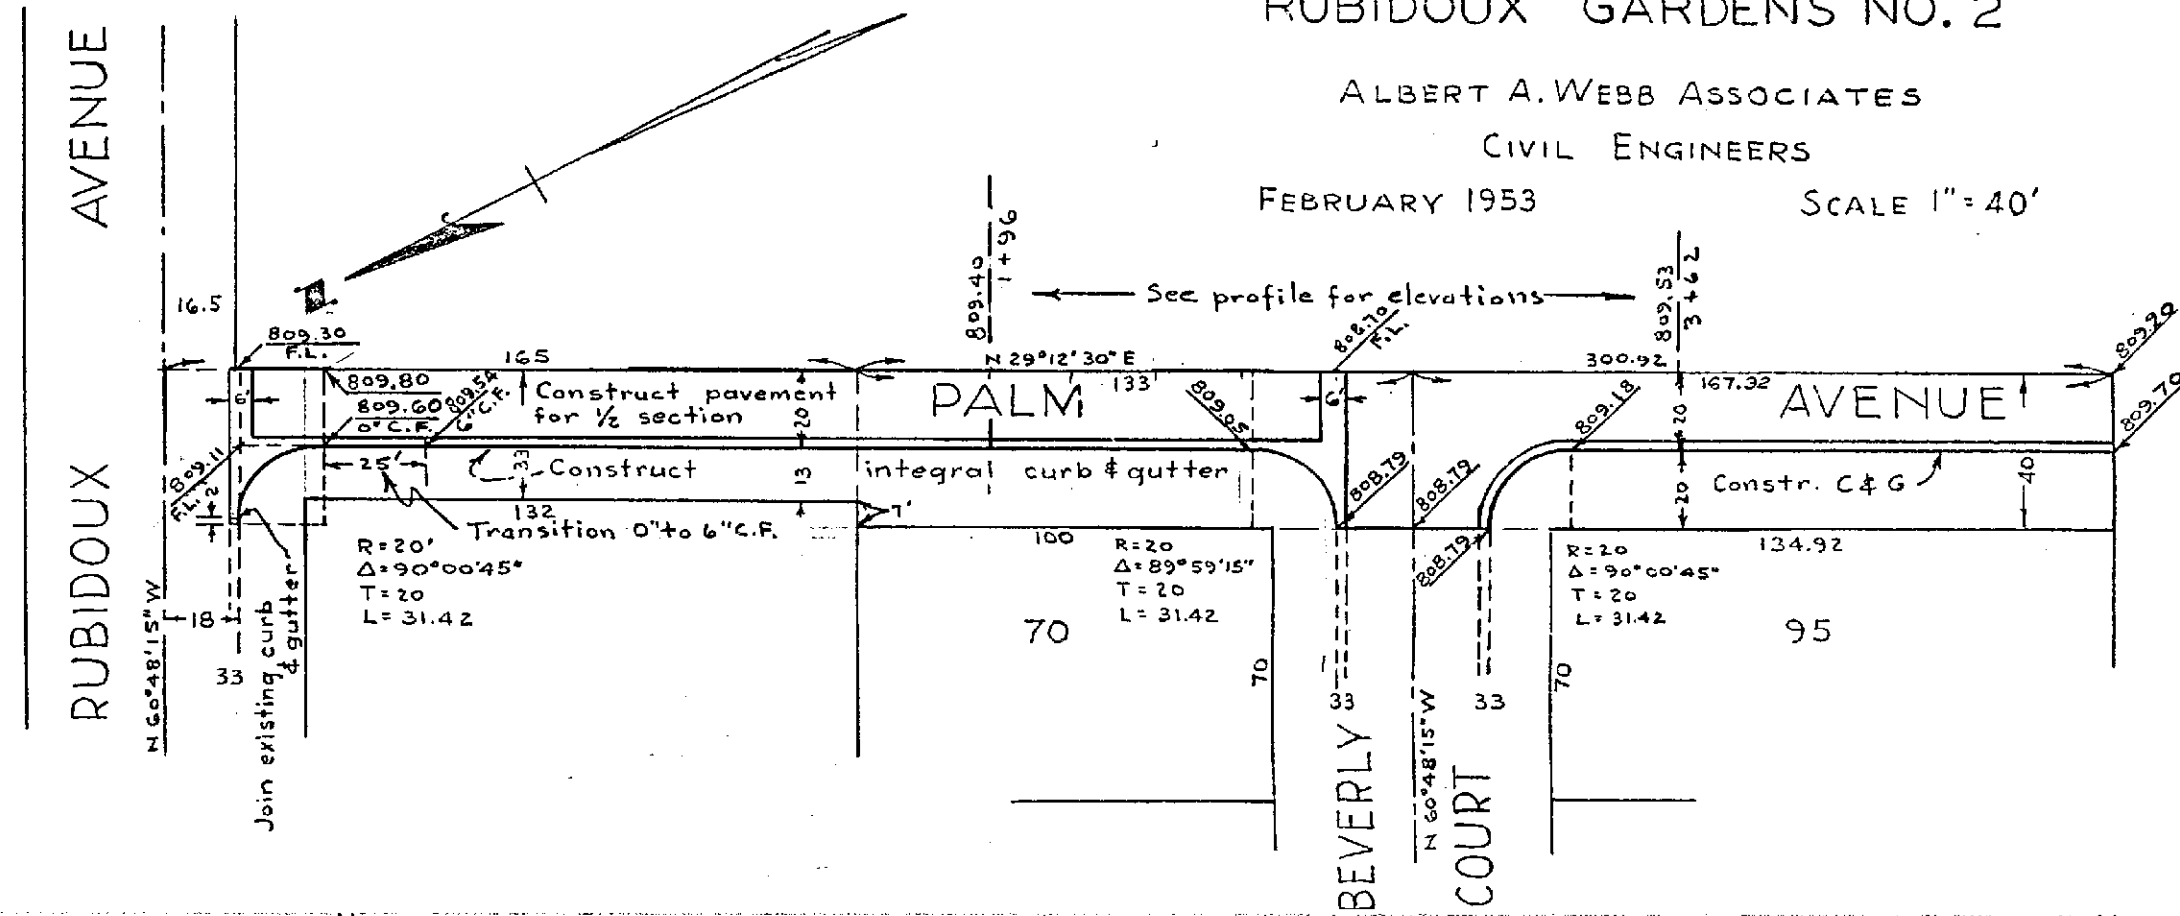 RUBIDOUX GARDENS NO. 2
ALBERT A. WEBB ASSOCIATES
CIVIL ENGINEERS
FEBRUARY 1953
SCALE 1" = 40'
RUBIDOUX AVENUE
16.5
809.30
F.L.
165
809.40
1+96
See profile for elevations
808.70
F.L.
809.53
3+62
809.20
N 29°12'30" E
133
300.92
167.32
6'
809.80
809.60
0" C.F.
809.54
6" C.F.
Construct pavement
for 1/2 section
20
PALM AVENUE
809.05
6'
809.18
20
809.79
809.11
F.L.
2
25'
33
Construct integral curb & gutter
13
808.79
808.79
Constr. C & G
20
40
132
Transition 0" to 6" C.F.
7'
100
808.79
134.92
R=20'
Δ=90°00'45"
T=20
L=31.42
R=20
Δ=89°59'15"
T=20
L=31.42
R=20
Δ=90°00'45"
T=20
L=31.42
N 60°48'15" W
18
33
Join existing curb
& gutter
70
70
33
33
70
95
BEVERLY
N 60°48'15" W
COURT